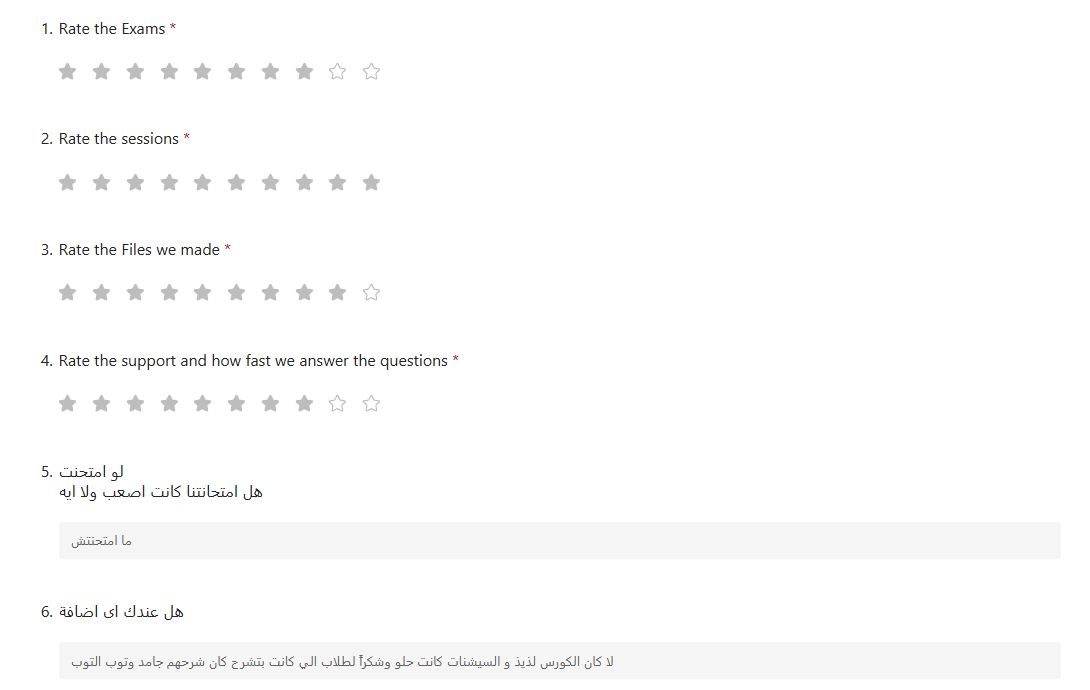 1. Rate the Exams *
2. Rate the sessions *
3. Rate the Files we made *
4. Rate the support and how fast we answer the questions *
5. لو امتحنت
هل امتحانتنا كانت اصعب ولا ايه
ما امتحنتش
6. هل عندك اى اضافة
لا كان الكورس لذيذ و السيشنات كانت حلو وشكراً لطلاب الي كانت بتشرح كان شرحهم جامد وتوب التوب